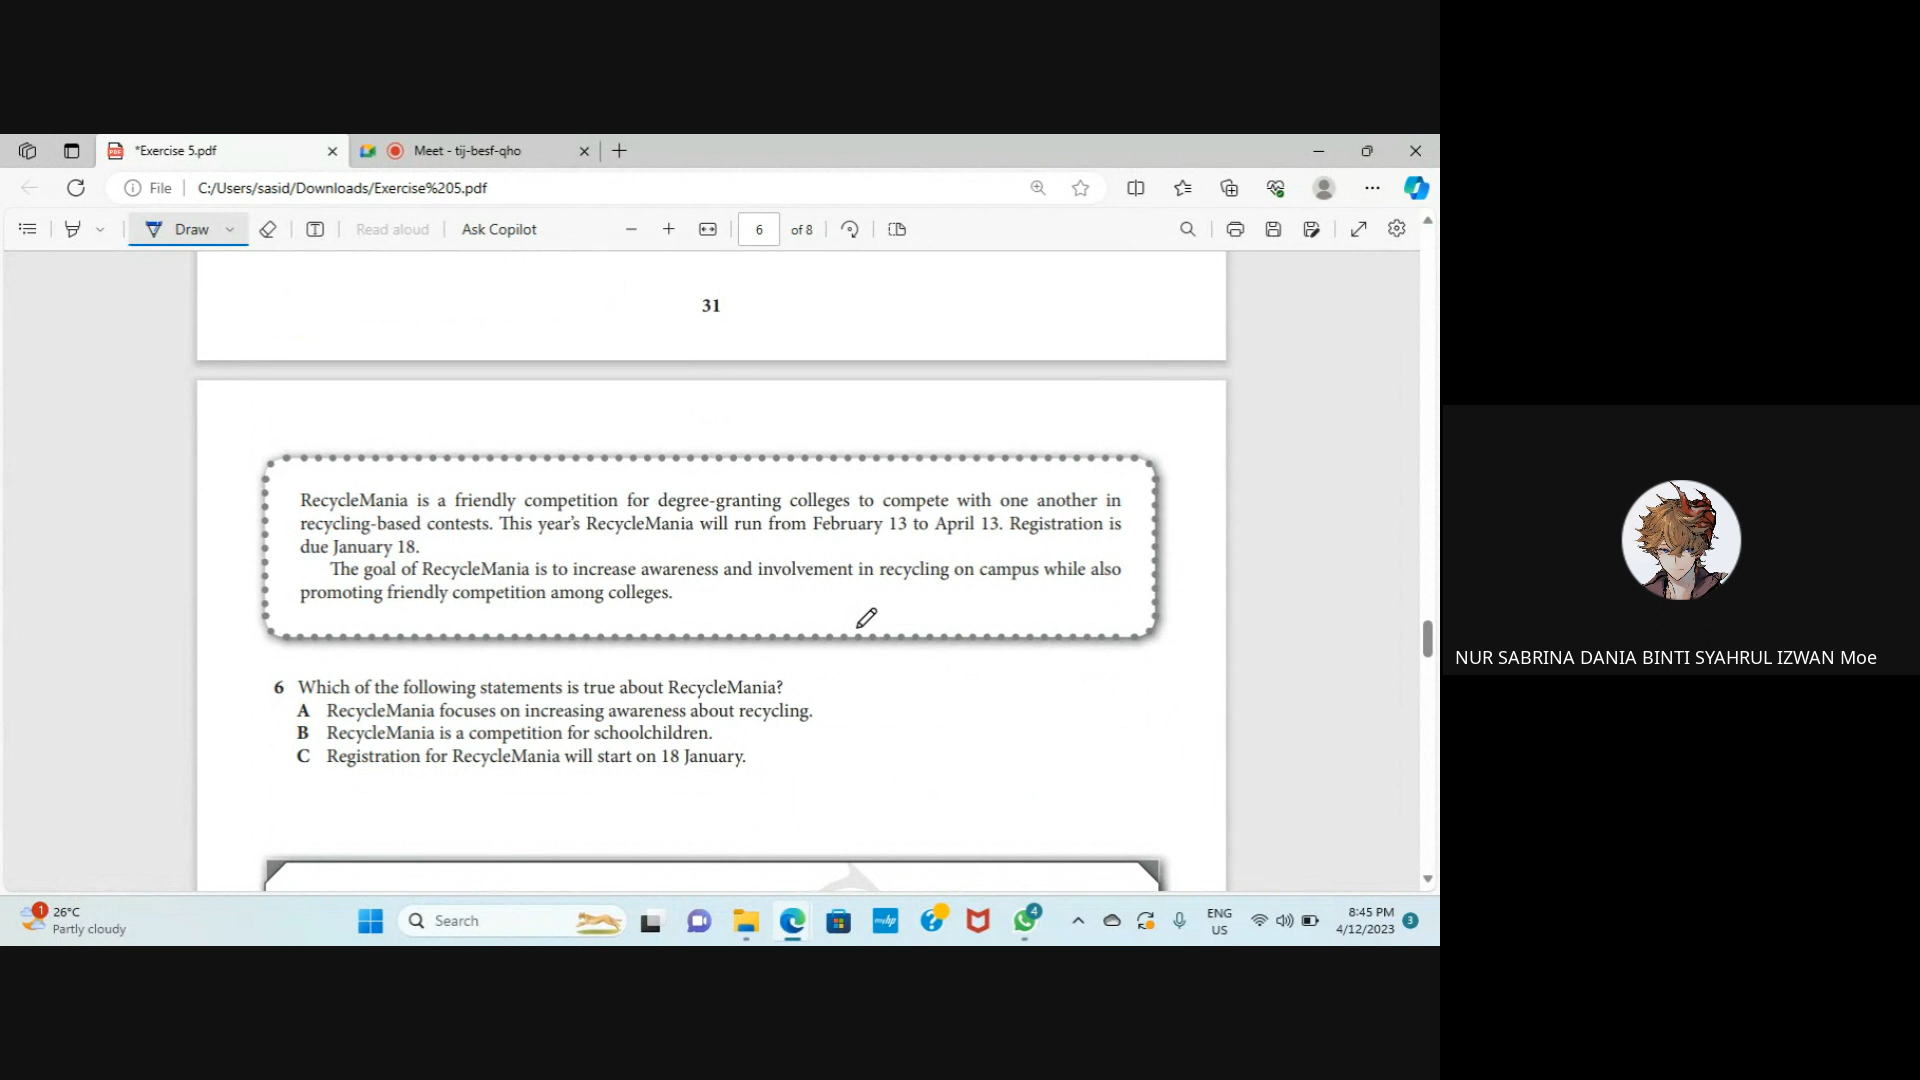 *Exercise 5.pdf
Meet - tij-besf-qho
File
C:/Users/sasid/Downloads/Exercise%205.pdf
Draw
Read aloud
Ask Copilot
6
of 8
31
RecycleMania is a friendly competition for degree-granting colleges to compete with one another in
recycling-based contests. This year's RecycleMania will run from February 13 to April 13. Registration is
due January 18.
The goal of RecycleMania is to increase awareness and involvement in recycling on campus while also
promoting friendly competition among colleges.
6 Which of the following statements is true about RecycleMania?
A RecycleMania focuses on increasing awareness about recycling.
B RecycleMania is a competition for schoolchildren.
C Registration for RecycleMania will start on 18 January.
NUR SABRINA DANIA BINTI SYAHRUL IZWAN Moe
1
26°C
Partly cloudy
Search
myhp
4
ENG
US
8:45 PM
4/12/2023
3